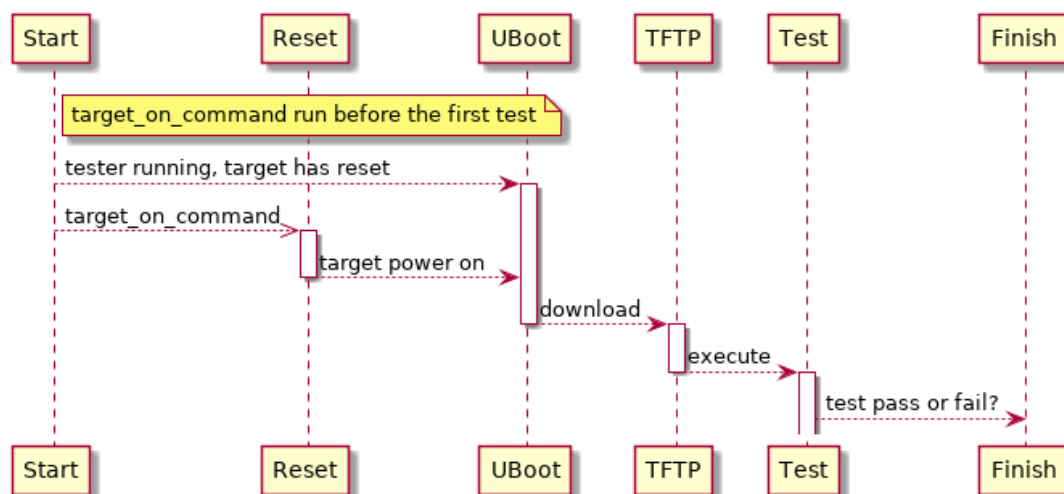 Start
Reset
UBoot
TFTP
Test
Finish
target_on_command run before the first test
tester running, target has reset
target_on_command
target power on
download
execute
test pass or fail?
Start
Reset
UBoot
TFTP
Test
Finish